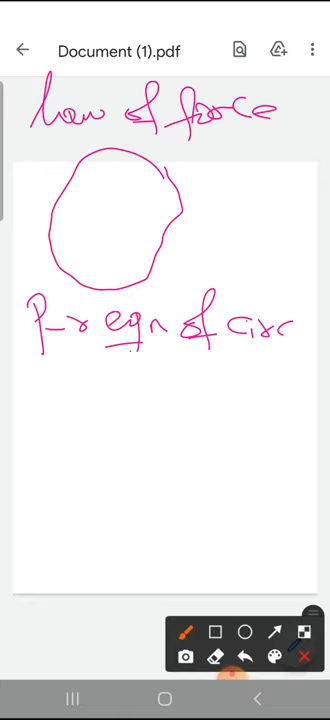 Document (1).pdf
Law of force
P-r eqn of circ